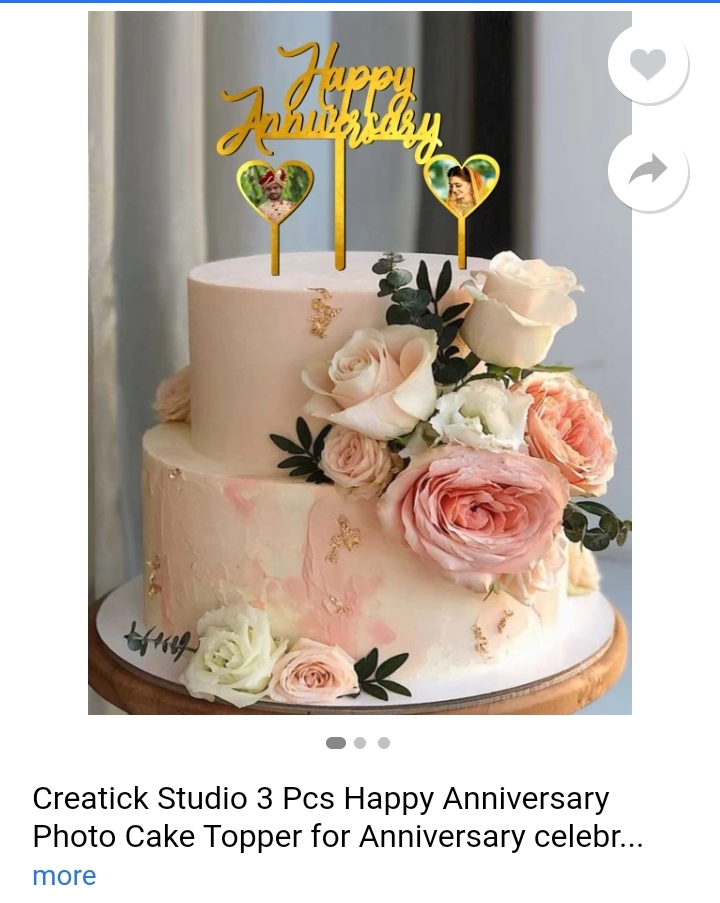 Happy
Anniversary
Creatick Studio 3 Pcs Happy Anniversary
Photo Cake Topper for Anniversary celebr...
more